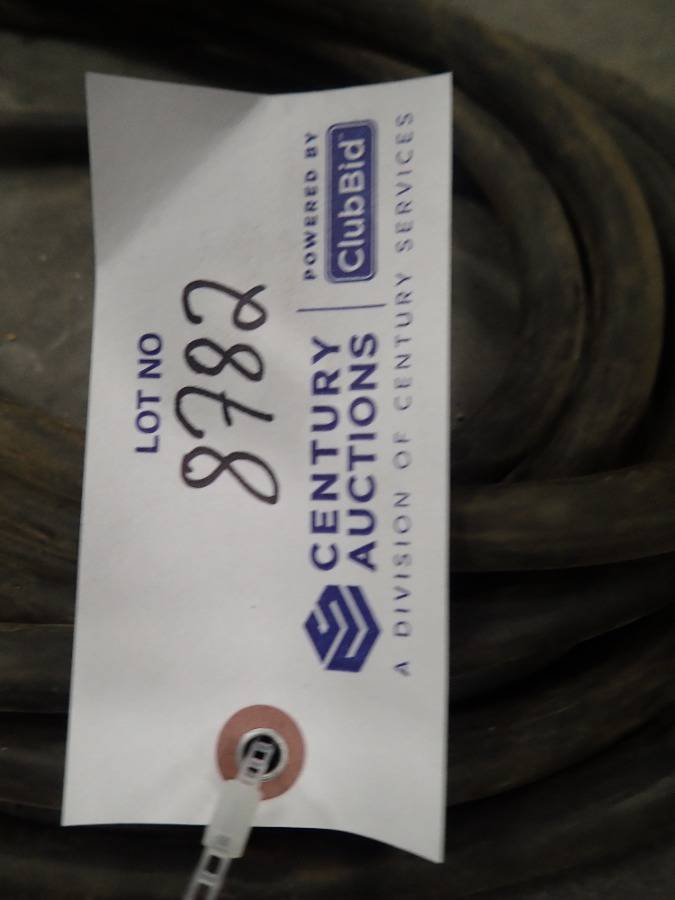 LOT NO
8782
CENTURY
AUCTIONS
POWERED BY
ClubBid
A DIVISION OF CENTURY SERVICES